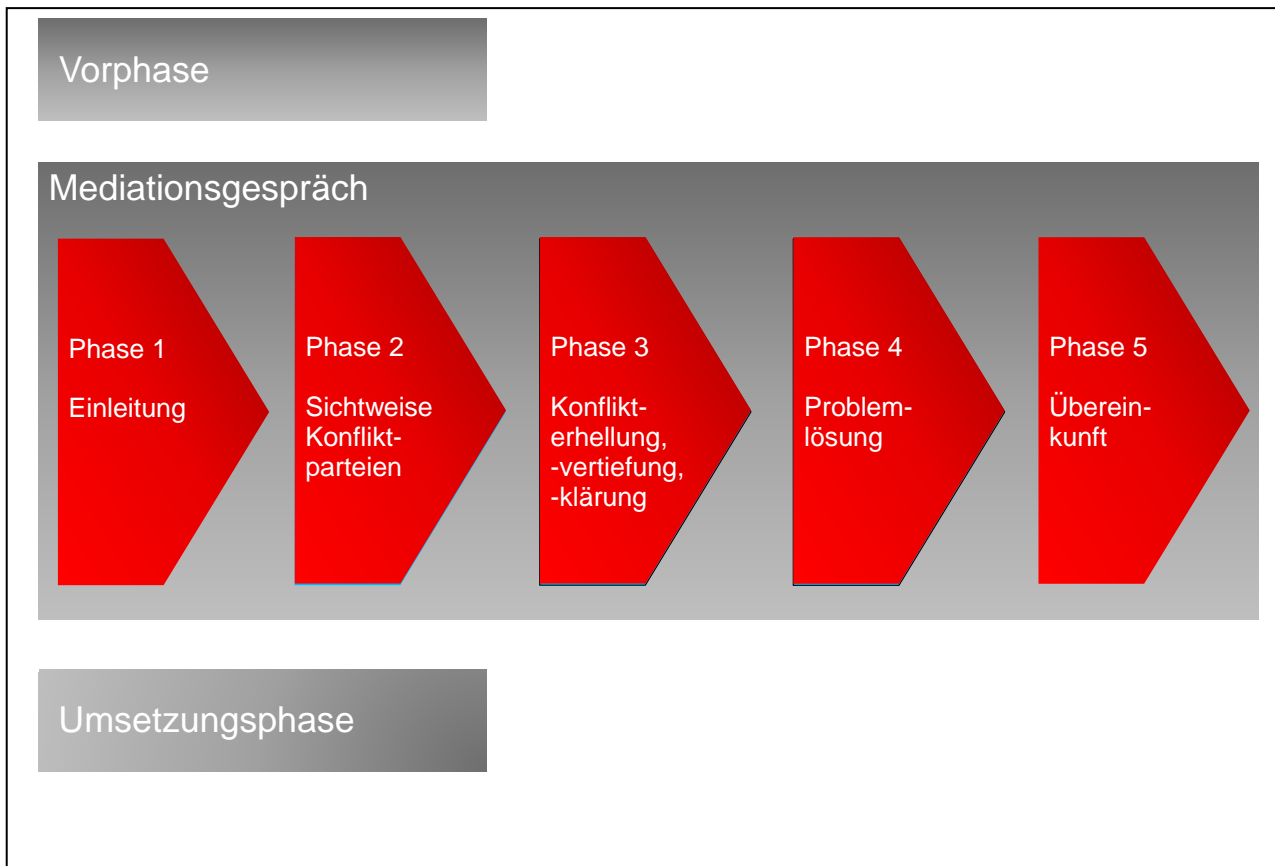 Vorphase
Mediationsgespräch
Phase 1
Einleitung
Phase 2
Sichtweise
Konflikt-
parteien
Phase 3
Konflikt-
erhellung,
-vertiefung,
-klärung
Phase 4
Problem-
lösung
Phase 5
Überein-
kunft
Umsetzungsphase